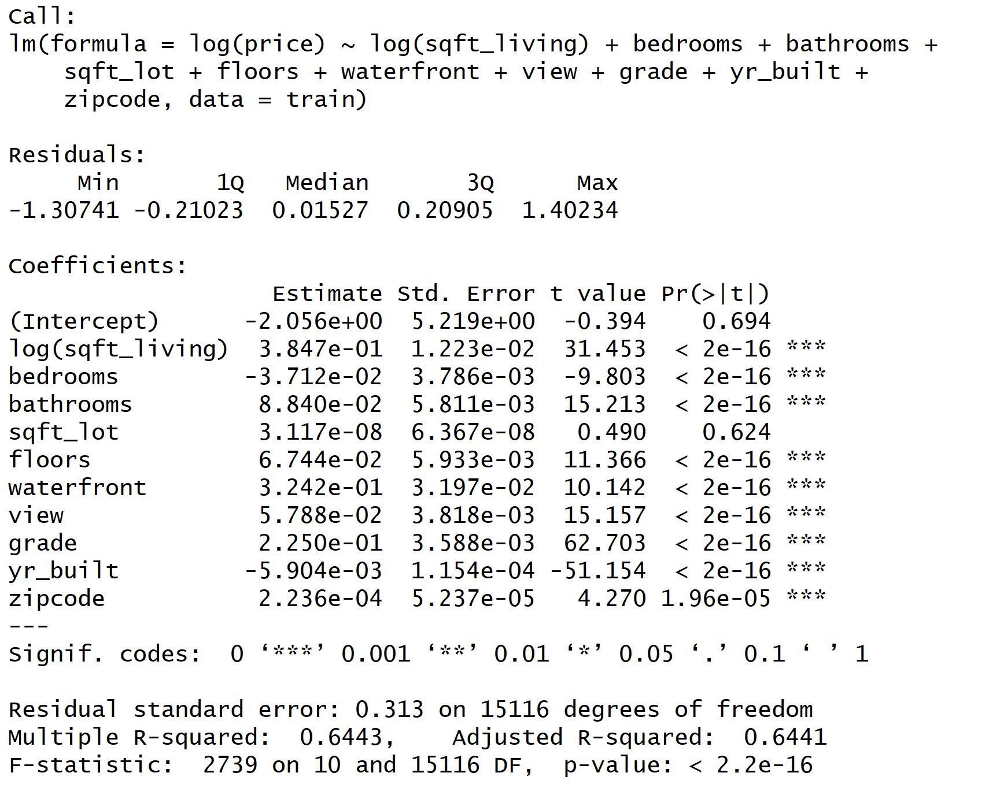 Call:
lm(formula = log(price) ~ log(sqft_living) + bedrooms + bathrooms +
    sqft_lot + floors + waterfront + view + grade + yr_built +
    zipcode, data = train)

Residuals:
     Min       1Q   Median       3Q      Max
-1.30741 -0.21023  0.01527  0.20905  1.40234

Coefficients:
                   Estimate Std. Error t value Pr(>|t|)
(Intercept)      -2.056e+00  5.219e+00  -0.394    0.694
log(sqft_living)  3.847e-01  1.223e-02  31.453  < 2e-16 ***
bedrooms         -3.712e-02  3.786e-03  -9.803  < 2e-16 ***
bathrooms         8.840e-02  5.811e-03  15.213  < 2e-16 ***
sqft_lot          3.117e-08  6.367e-08   0.490    0.624
floors            6.744e-02  5.933e-03  11.366  < 2e-16 ***
waterfront        3.242e-01  3.197e-02  10.142  < 2e-16 ***
view              5.788e-02  3.818e-03  15.157  < 2e-16 ***
grade             2.250e-01  3.588e-03  62.703  < 2e-16 ***
yr_built         -5.904e-03  1.154e-04 -51.154  < 2e-16 ***
zipcode           2.236e-04  5.237e-05   4.270 1.96e-05 ***
---
Signif. codes:  0 ‘***’ 0.001 ‘**’ 0.01 ‘*’ 0.05 ‘.’ 0.1 ‘ ’ 1

Residual standard error: 0.313 on 15116 degrees of freedom
Multiple R-squared:  0.6443,    Adjusted R-squared:  0.6441
F-statistic:  2739 on 10 and 15116 DF,  p-value: < 2.2e-16